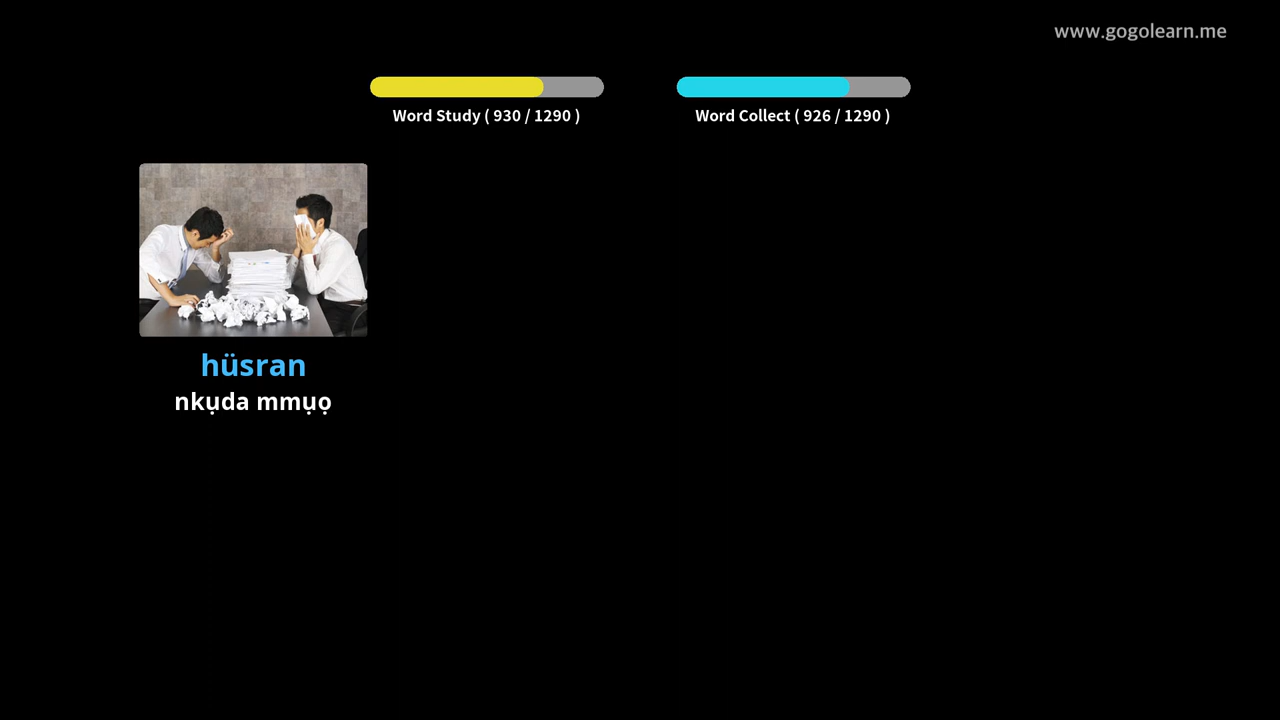 www.gogolearn.me
Word Study ( 930 / 1290 )
Word Collect ( 926 / 1290 )
hüsran
nkụda mmụọ